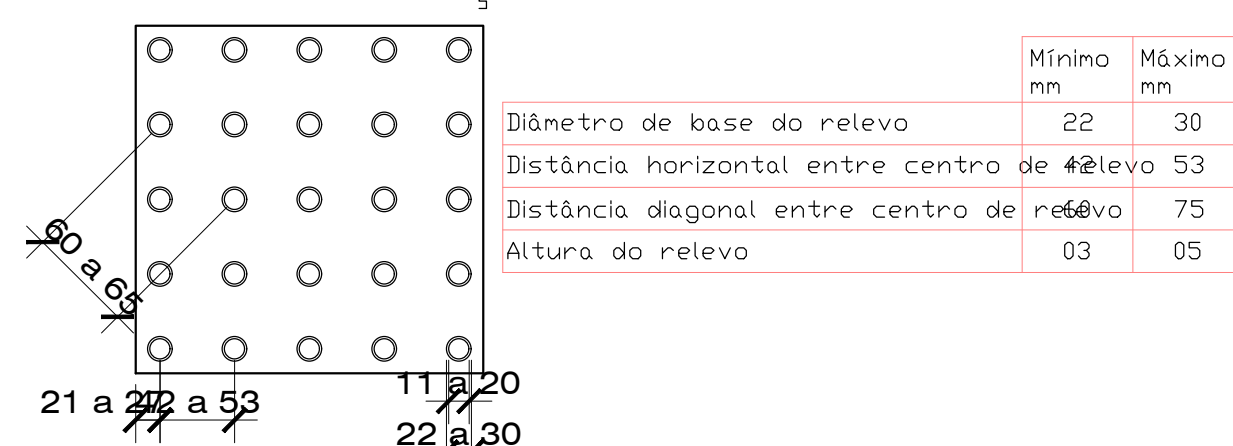 Mínimo Máximo
mm mm
Diâmetro de base do relevo 22 30
Distância horizontal entre centro de relevo 42 53
Distância diagonal entre centro de relevo 60 75
Altura do relevo 03 05
60 a 65
11 a 20
21 a 27 42 a 53
22 a 30